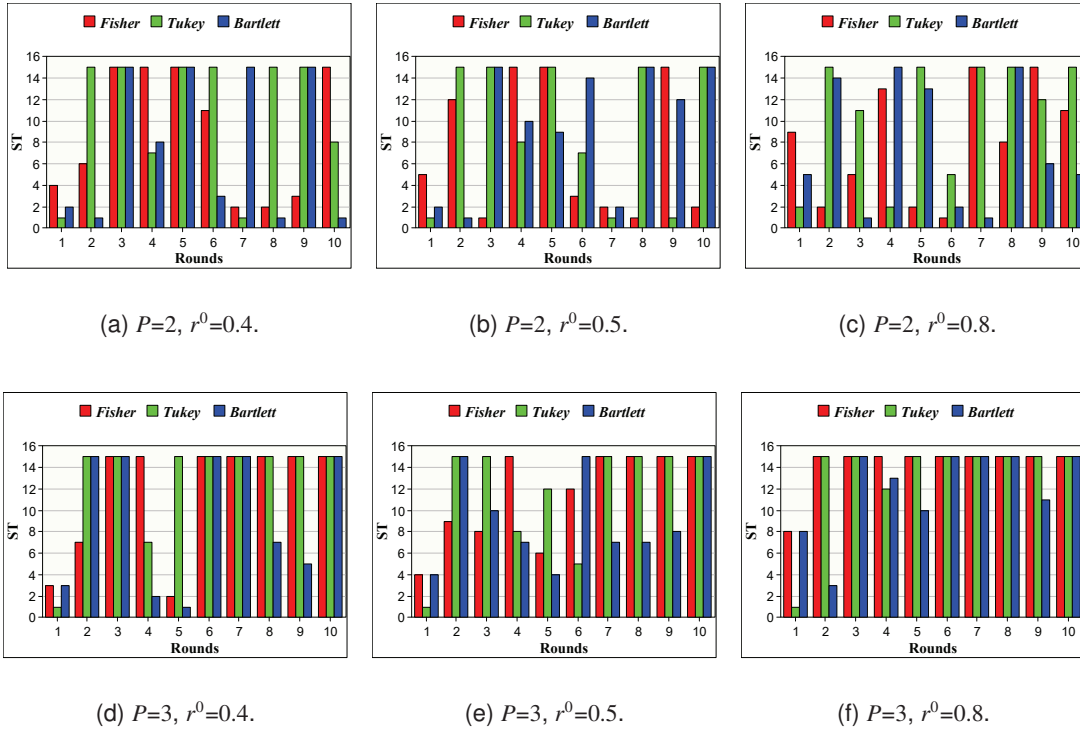 Fisher Tukey Bartlett
16
14
12
10
8
6
4
2
0
ST
1 2 3 4 5 6 7 8 9 10
Rounds
(a) P=2, r⁰=0.4.
Fisher Tukey Bartlett
16
14
12
10
8
6
4
2
0
ST
1 2 3 4 5 6 7 8 9 10
Rounds
(b) P=2, r⁰=0.5.
Fisher Tukey Bartlett
16
14
12
10
8
6
4
2
0
ST
1 2 3 4 5 6 7 8 9 10
Rounds
(c) P=2, r⁰=0.8.
Fisher Tukey Bartlett
16
14
12
10
8
6
4
2
0
ST
1 2 3 4 5 6 7 8 9 10
Rounds
(d) P=3, r⁰=0.4.
Fisher Tukey Bartlett
16
14
12
10
8
6
4
2
0
ST
1 2 3 4 5 6 7 8 9 10
Rounds
(e) P=3, r⁰=0.5.
Fisher Tukey Bartlett
16
14
12
10
8
6
4
2
0
ST
1 2 3 4 5 6 7 8 9 10
Rounds
(f) P=3, r⁰=0.8.